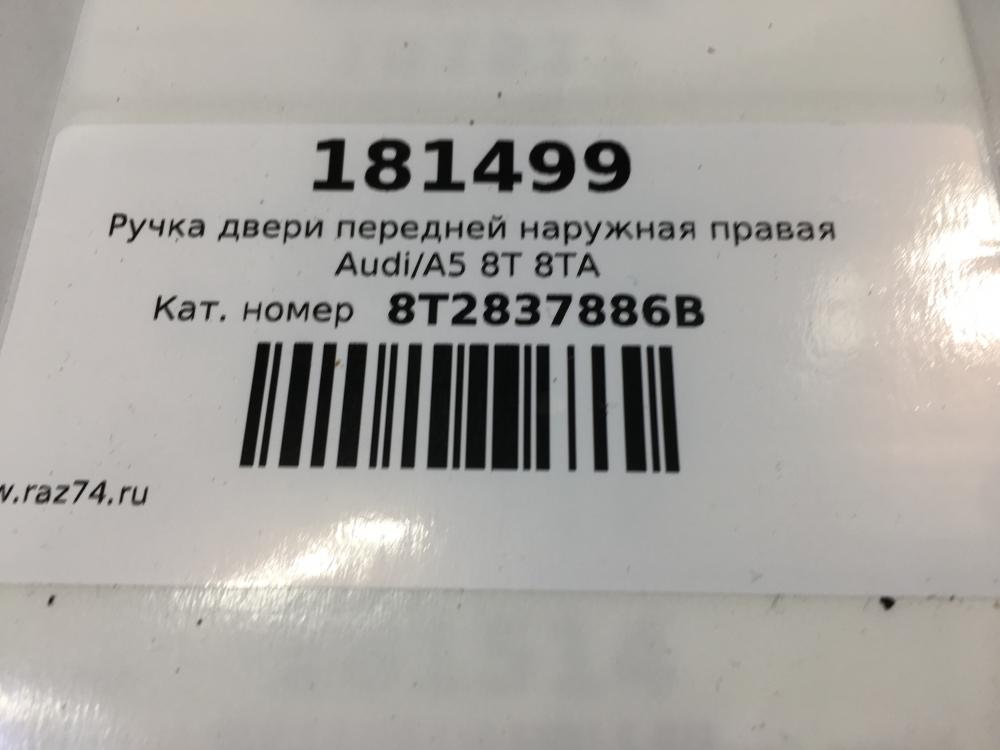 181499
Ручка двери передней наружная правая
Audi/A5 8T 8TA
Кат. номер 8T2837886B
w.raz74.ru